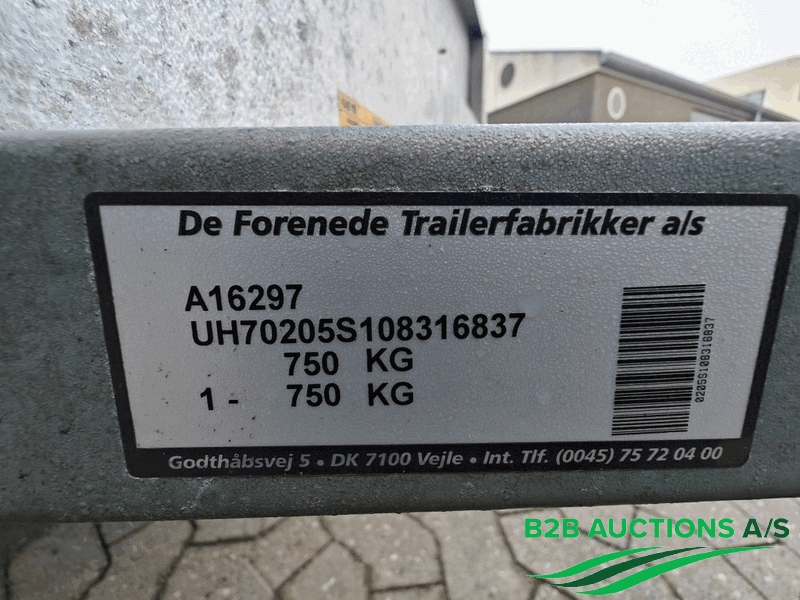 De Forenede Trailerfabrikker a/s
A16297
UH70205S108316837
750 KG
1 - 750 KG
0205S108316837
Godthåbsvej 5 • DK 7100 Vejle • Int. Tlf. (0045) 75 72 04 00
B2B AUCTIONS A/S